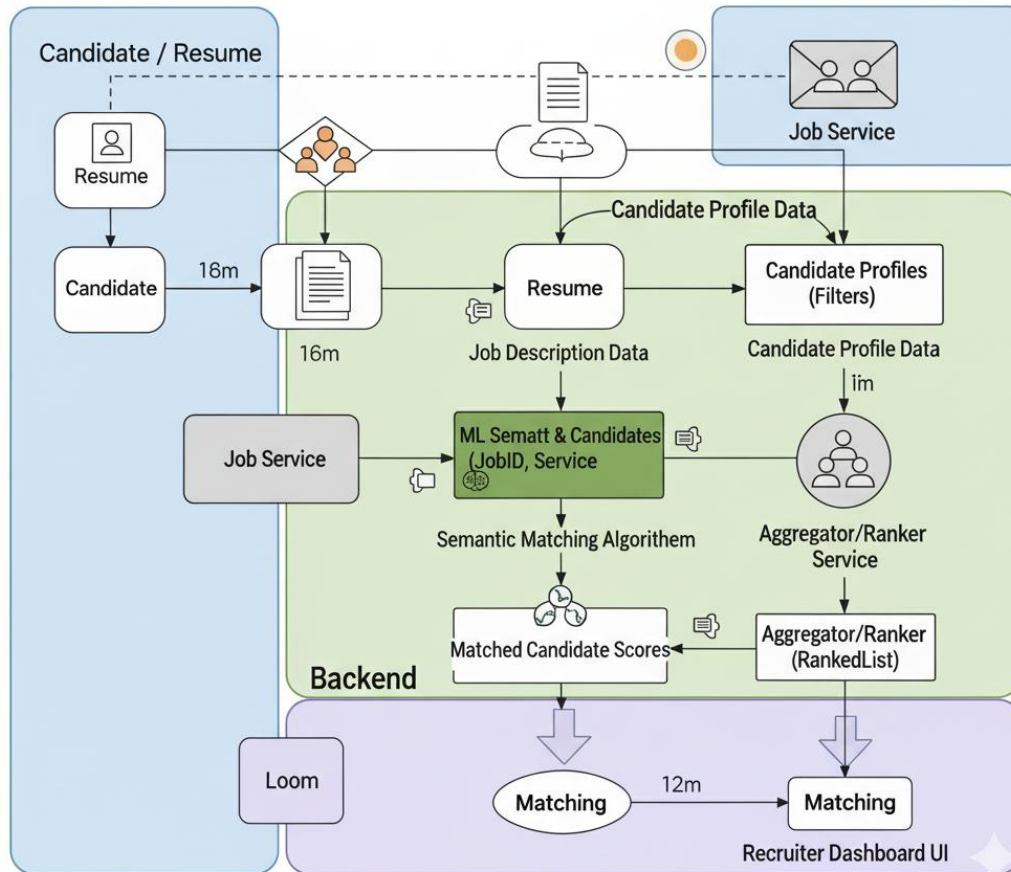 Candidate / Resume
Job Service
Resume
Candidate Profile Data
Candidate
16m
Resume
Candidate Profiles
(Filters)
16m
Job Description Data
Candidate Profile Data
1m
Job Service
ML Sematt & Candidates
(JobID, Service
Semantic Matching Algorithem
Aggregator/Ranker
Service
Matched Candidate Scores
Aggregator/Ranker
(RankedList)
Backend
Loom
Matching
12m
Matching
Recruiter Dashboard UI